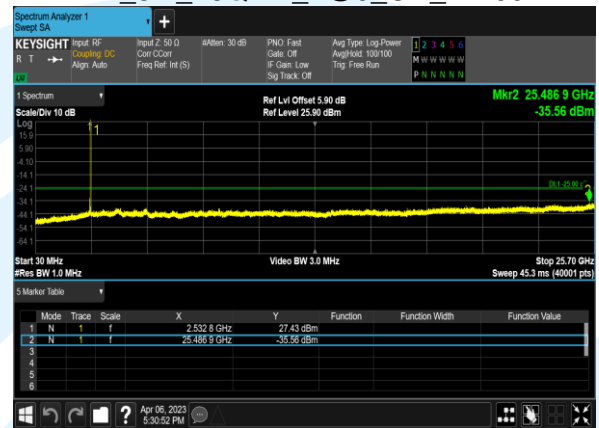 Spectrum Analyzer 1
Swept SA
KEYSIGHT Input: RF Input Z: 50 Ω #Atten: 30 dB PNO: Fast Avg Type: Log-Power 1 2 3 4 5 6
R T Coupling: DC Corr CCorr Gate: Off Avg|Hold: 100/100 M W W W W W
Align: Auto Freq Ref: Int (S) IF Gain: Low Trig: Free Run P N N N N N
Sig Track: Off
1 Spectrum Ref Lvl Offset 5.90 dB Mkr2 25.486 9 GHz
Scale/Div 10 dB Ref Level 25.90 dBm -35.56 dBm
Log
15.9
5.90
-4.10
-14.1
-24.1
-34.1
-44.1
-54.1
-64.1
1
2
Start 30 MHz Video BW 3.0 MHz Stop 25.70 GHz
#Res BW 1.0 MHz Sweep 45.3 ms (40001 pts)
5 Marker Table
Mode Trace Scale X Y Function Function Width Function Value
1 N 1 f 2.532 8 GHz 27.43 dBm
2 N 1 f 25.486 9 GHz -35.56 dBm
3
4
5
6
? Apr 06, 2023
5:30:52 PM